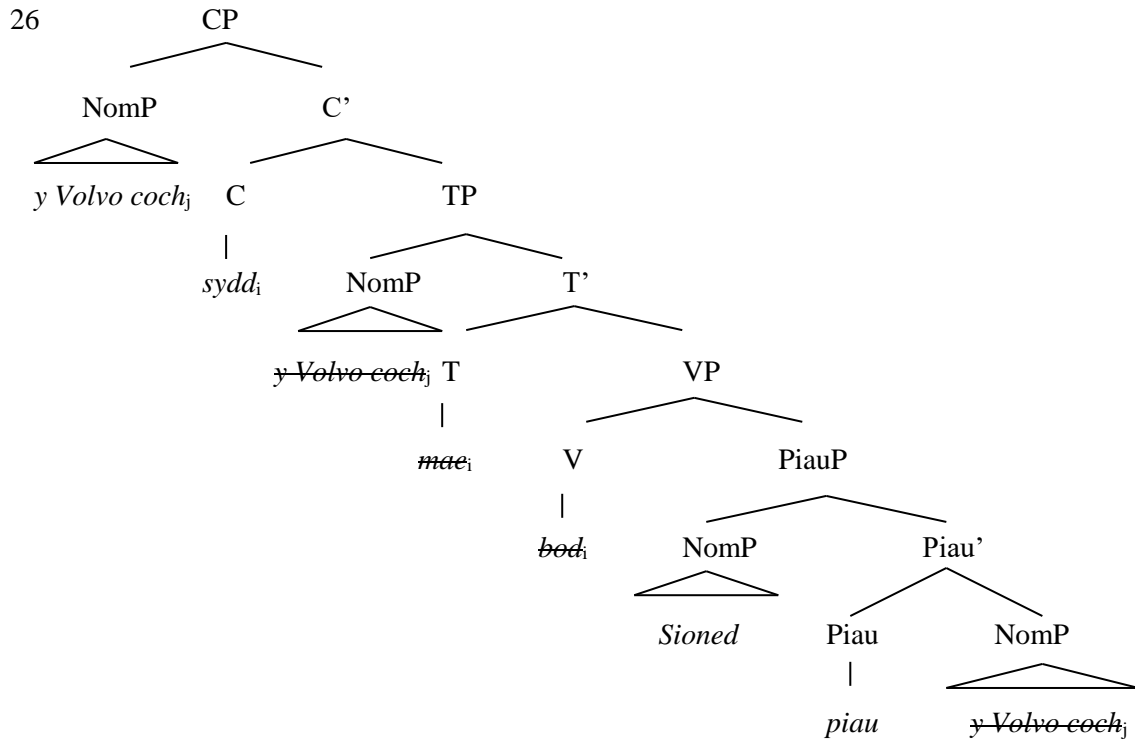 26 CP
NomP C’
y Volvo cochj C TP
syddi NomP T’
y Volvo cochj T VP
maei V PiauP
bodi NomP Piau’
Sioned Piau NomP
piau y Volvo cochj